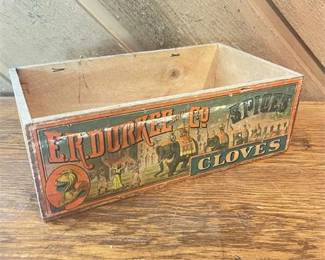 E.R. DURKEE & CO SPICES
CLOVES